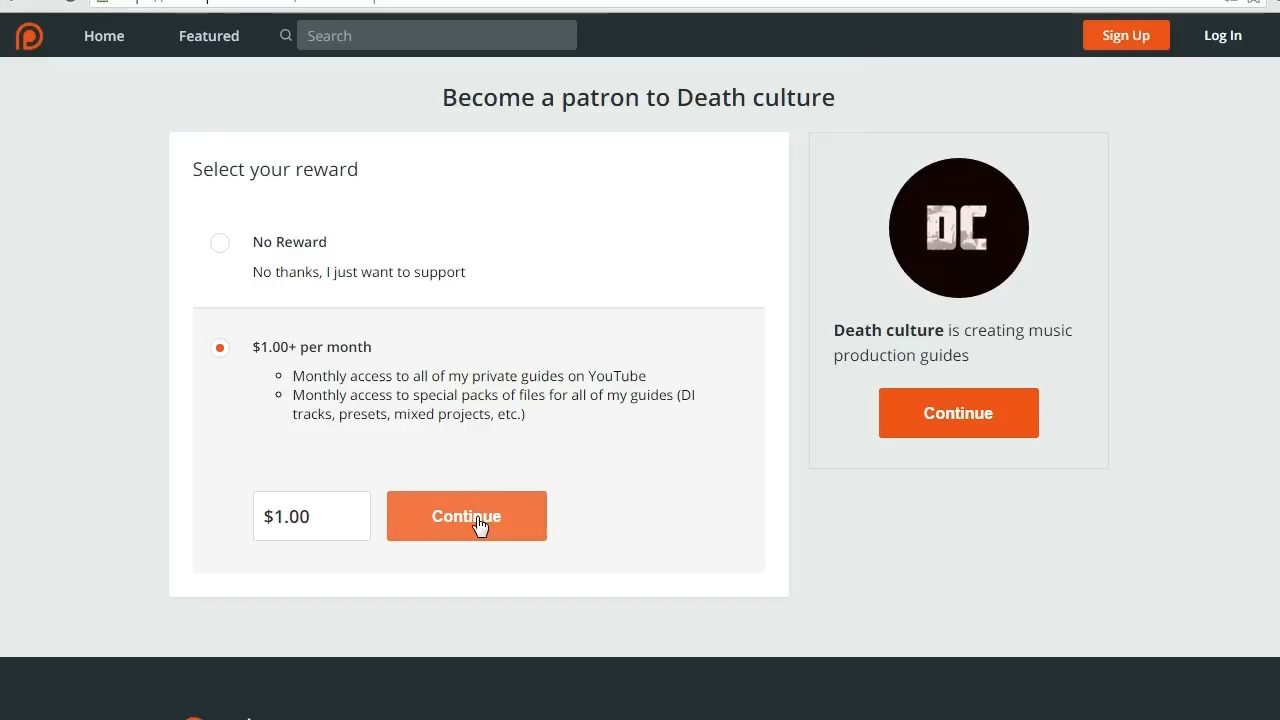 Home Featured Search Sign Up Log In
Become a patron to Death culture
Select your reward
No Reward
No thanks, I just want to support
$1.00+ per month
Monthly access to all of my private guides on YouTube
Monthly access to special packs of files for all of my guides (DI
tracks, presets, mixed projects, etc.)
$1.00 Continue
DC
Death culture is creating music
production guides
Continue